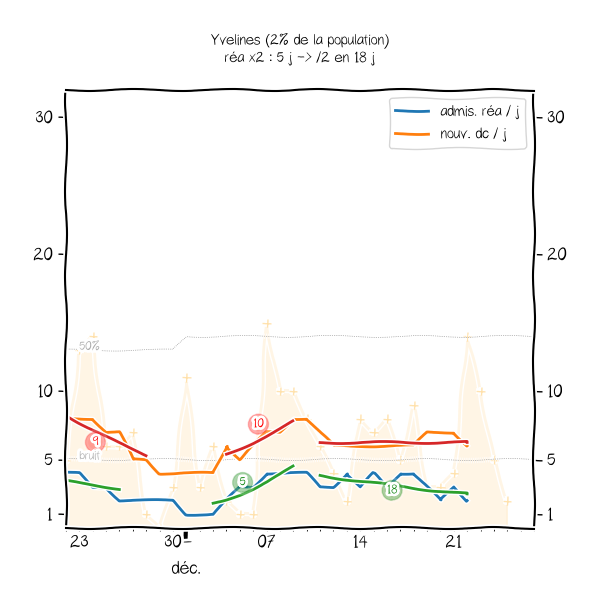 Yvelines (2% de la population)
réa x2 : 5 j -> /2 en 18 j
admis. réa / j
nouv. dc / j
30 30
20 20
50%
10 10
10
9
5 bruit 5
5
18
1 1
23 30 07 14 21
déc.